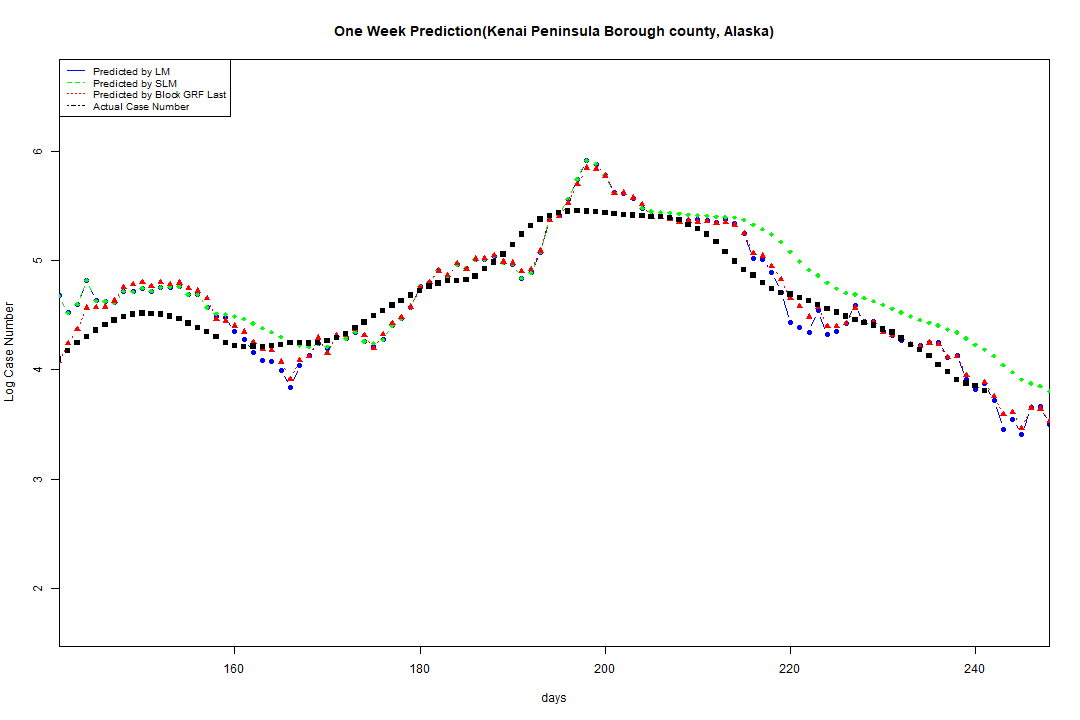 One Week Prediction(Kenai Peninsula Borough county, Alaska)
Predicted by LM
Predicted by SLM
Predicted by Block GRF Last
Actual Case Number
6
5
4
3
2
Log Case Number
160 180 200 220 240
days